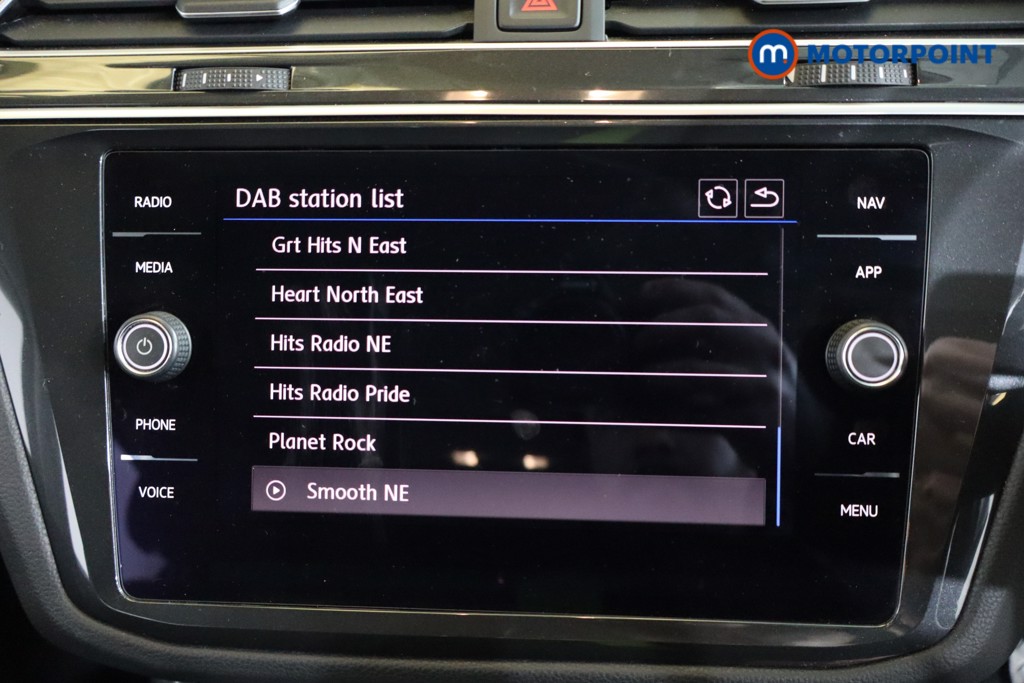 m MOTORPOINT
RADIO
MEDIA
PHONE
VOICE
DAB station list
Grt Hits N East
Heart North East
Hits Radio NE
Hits Radio Pride
Planet Rock
Smooth NE
NAV
APP
CAR
MENU